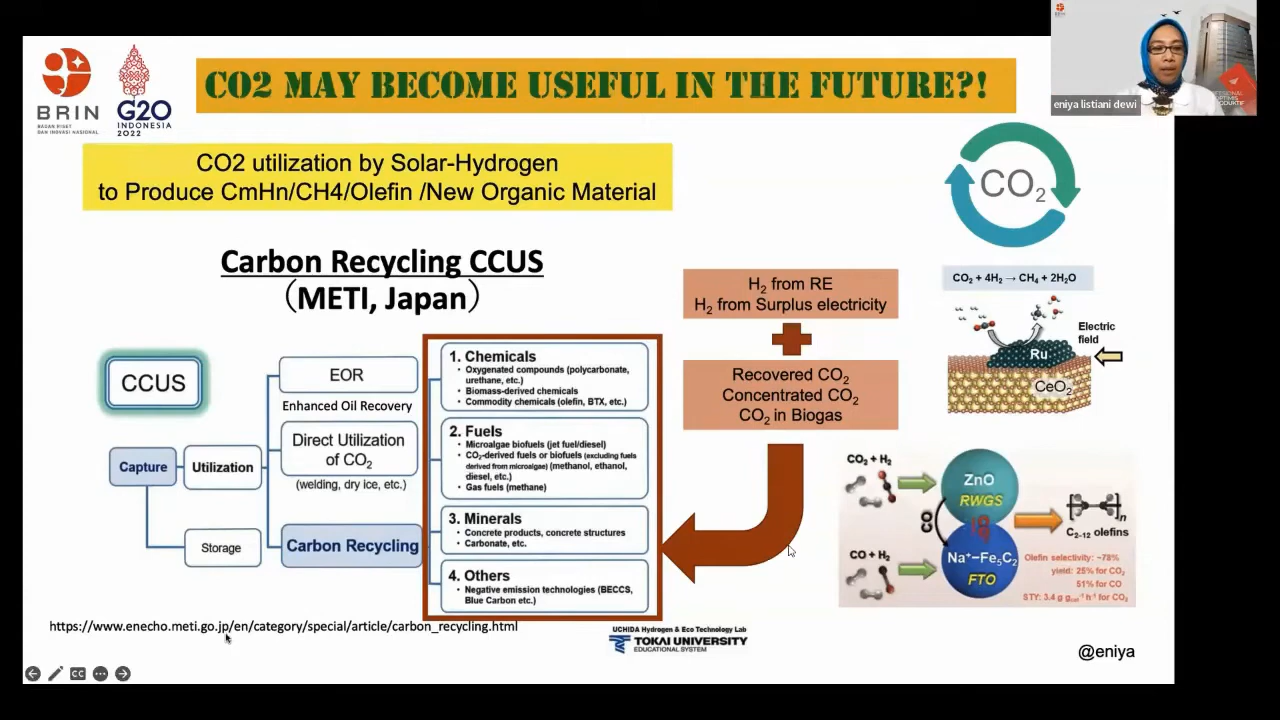 BRIN
BADAN RISET
DAN INOVASI NASIONAL
G20
INDONESIA
2022
CO2 MAY BECOME USEFUL IN THE FUTURE?!
eniya listiani dewi
CO2 utilization by Solar-Hydrogen
to Produce CmHn/CH4/Olefin /New Organic Material
CO2
Carbon Recycling CCUS
(METI, Japan)
H2 from RE
H2 from Surplus electricity
Recovered CO2
Concentrated CO2
CO2 in Biogas
CO2 + 4H2 → CH4 + 2H2O
Electric
field
Ru
CeO2
CCUS
Capture
Utilization
Storage
EOR
Enhanced Oil Recovery
Direct Utilization
of CO2
(welding, dry ice, etc.)
Carbon Recycling
1. Chemicals
• Oxygenated compounds (polycarbonate,
urethane, etc.)
• Biomass-derived chemicals
• Commodity chemicals (olefin, BTX, etc.)
2. Fuels
• Microalgae biofuels (jet fuel/diesel)
• CO2-derived fuels or biofuels (excluding fuels
derived from microalgae) (methanol, ethanol,
diesel, etc.)
• Gas fuels (methane)
3. Minerals
• Concrete products, concrete structures
• Carbonate, etc.
4. Others
• Negative emission technologies (BECCS,
Blue Carbon etc.)
CO2 + H2
ZnO
RWGS
CO
CO + H2
Na+–Fe5C2
FTO
n
C2-12 olefins
Olefin selectivity: ~78%
yield: 25% for CO2
51% for CO
STY: 3.4 g gcat-1 h-1 for CO2
https://www.enecho.meti.go.jp/en/category/special/article/carbon_recycling.html
UCHIDA Hydrogen & Eco Technology Lab
TOKAI UNIVERSITY
EDUCATIONAL SYSTEM
@eniya
CC